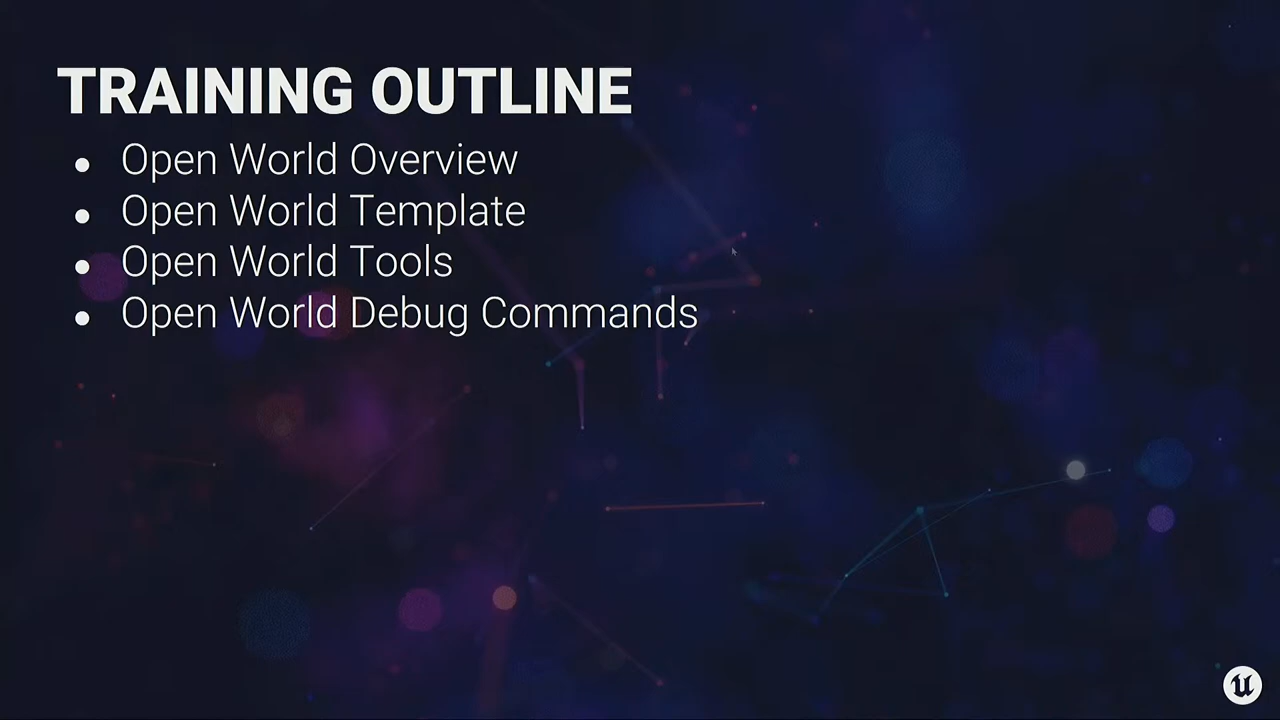 TRAINING OUTLINE
● Open World Overview
● Open World Template
● Open World Tools
● Open World Debug Commands